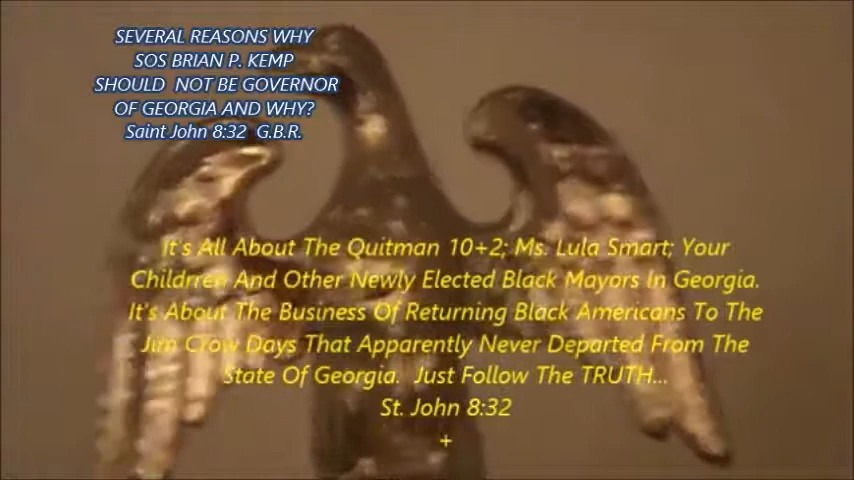 SEVERAL REASONS WHY
SOS BRIAN P. KEMP
SHOULD NOT BE GOVERNOR
OF GEORGIA AND WHY?
Saint John 8:32 G.B.R.
It's All About The Quitman 10+2; Ms. Lula Smart; Your
Childrren And Other Newly Elected Black Mayors In Georgia.
It's About The Business Of Returning Black Americans To The
Jim Crow Days That Apparently Never Departed From The
State Of Georgia. Just Follow The TRUTH...
St. John 8:32
+